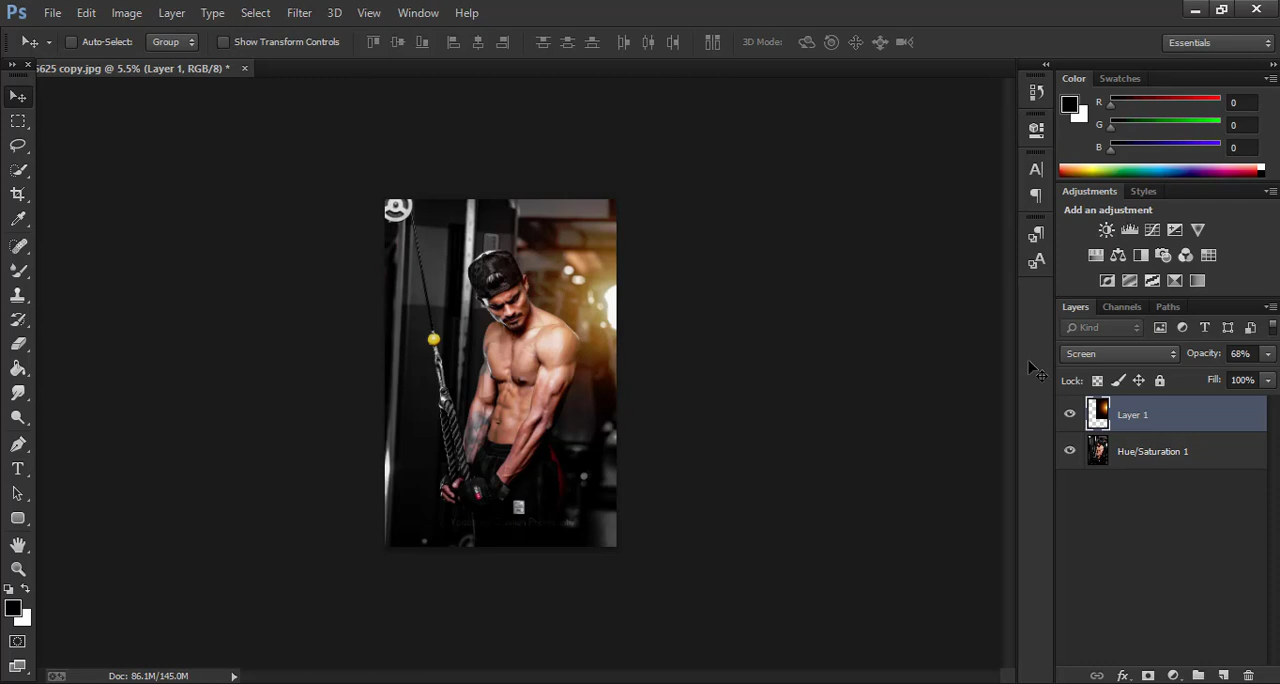 Ps File Edit Image Layer Type Select Filter 3D View Window Help
Auto-Select: Group Show Transform Controls 3D Mode: Essentials
6625 copy.jpg @ 5.5% (Layer 1, RGB/8) * ×
Color Swatches
R 0
G 0
B 0
Adjustments Styles
Add an adjustment
Layers Channels Paths
Kind
Screen Opacity: 68%
Lock: Fill: 100%
Layer 1
Hue/Saturation 1
Doc: 86.1M/145.0M